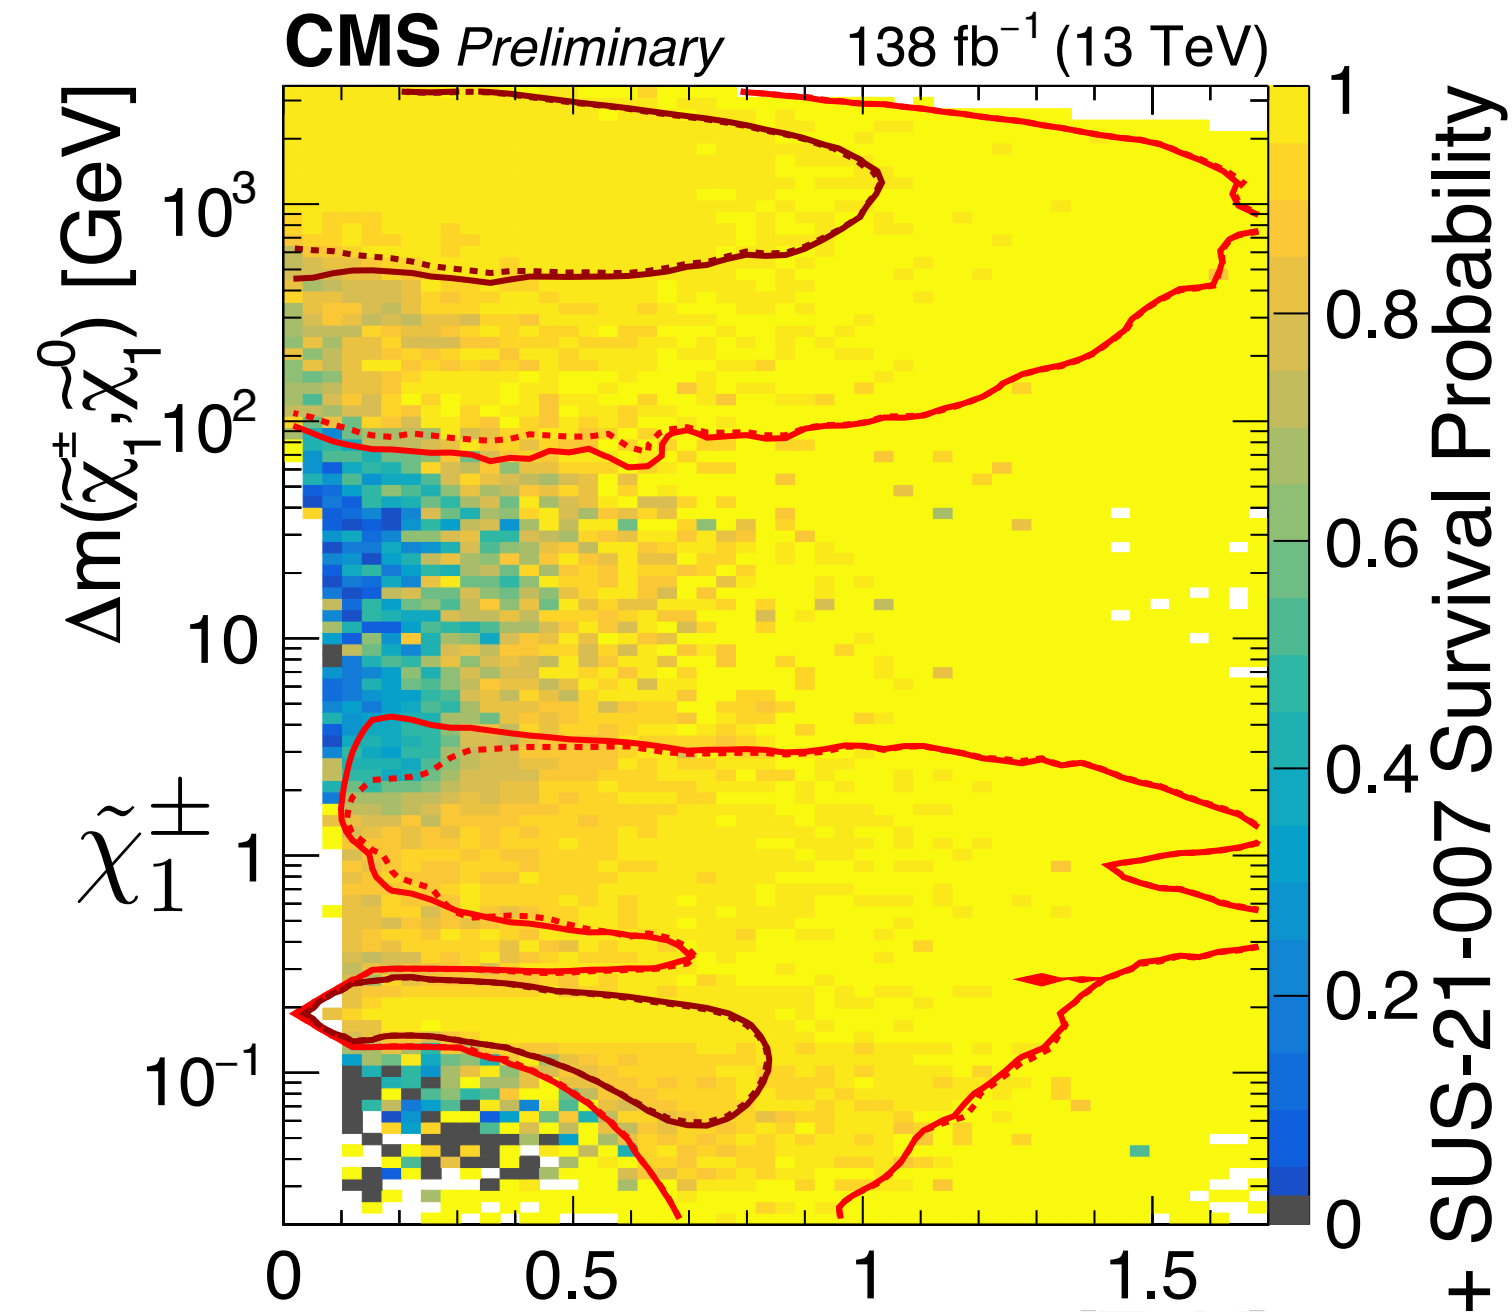 CMS Preliminary 138 fb⁻¹ (13 TeV)
Δm(χ̃₁±,χ̃₁⁰) [GeV]
χ̃₁±
10³
10²
10
1
10⁻¹
0 0.5 1 1.5
1
0.8
0.6
0.4
0.2
0
+ SUS-21-007 Survival Probability